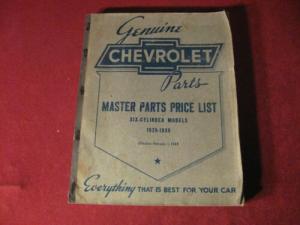 Genuine
CHEVROLET
Parts
MASTER PARTS PRICE LIST
SIX-CYLINDER MODELS
Everything THAT IS BEST FOR YOUR CAR